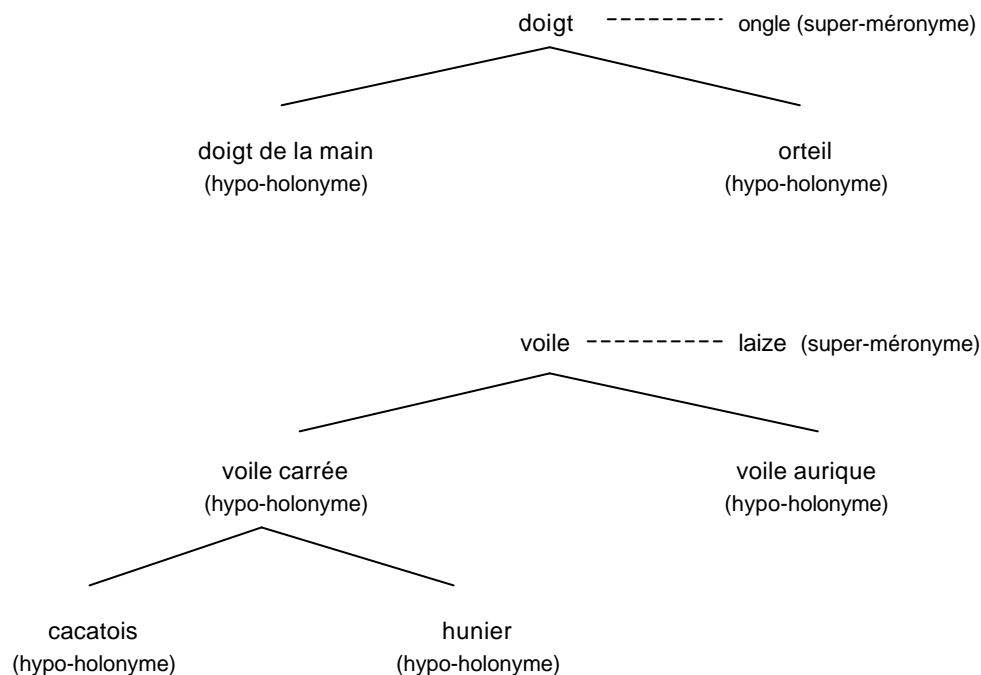 doigt ongle (super-méronyme)
doigt de la main orteil
(hypo-holonyme) (hypo-holonyme)
voile laize (super-méronyme)
voile carrée voile aurique
(hypo-holonyme) (hypo-holonyme)
cacatois hunier
(hypo-holonyme) (hypo-holonyme)